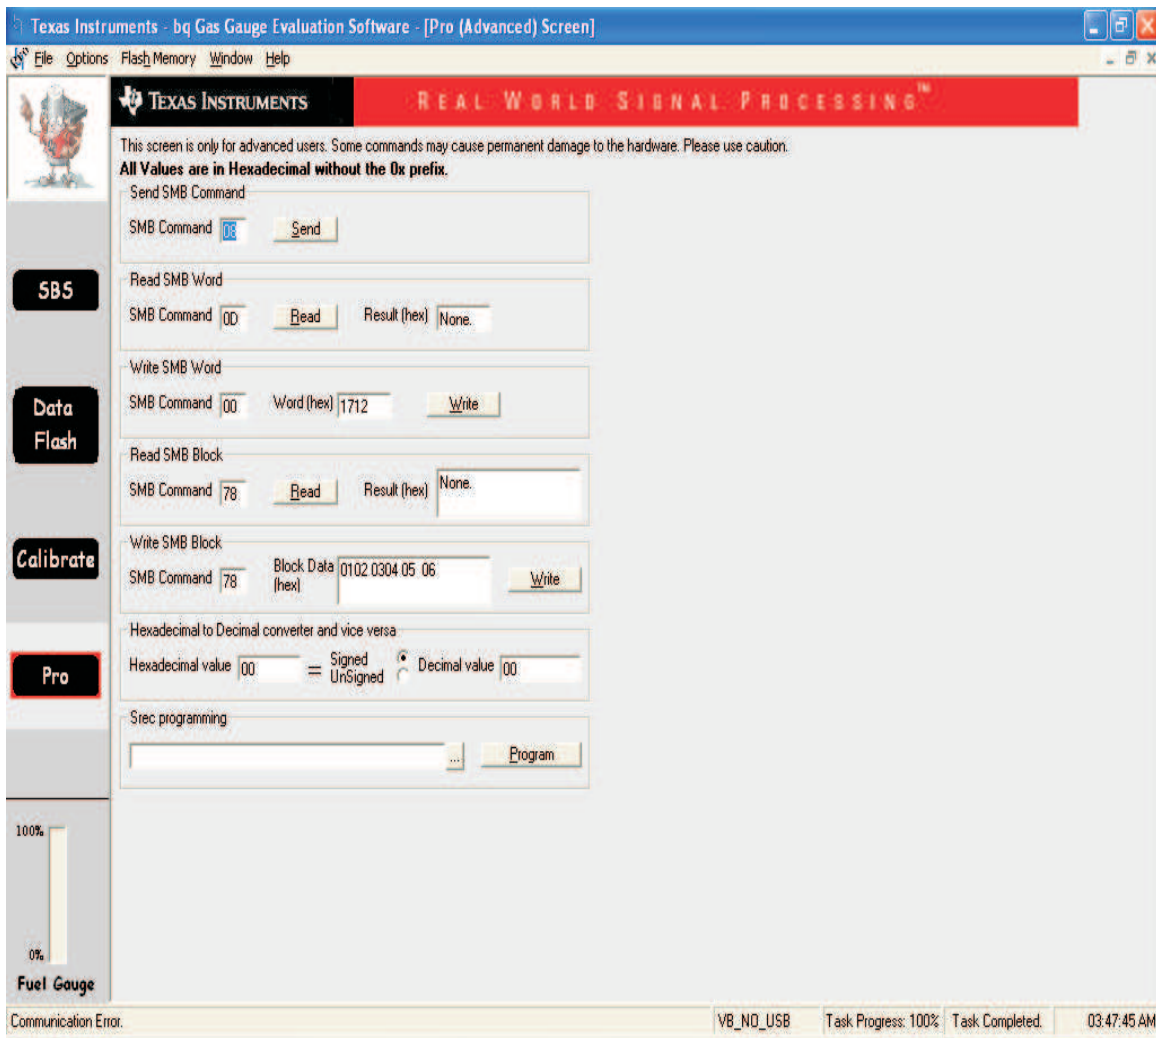 Texas Instruments - bq Gas Gauge Evaluation Software - [Pro (Advanced) Screen]
File Options Flash Memory Window Help
TEXAS INSTRUMENTS REAL WORLD SIGNAL PROCESSING™
This screen is only for advanced users. Some commands may cause permanent damage to the hardware. Please use caution.
All Values are in Hexadecimal without the 0x prefix.
Send SMB Command
SMB Command 08 Send
Read SMB Word
SMB Command 0D Read Result (hex) None.
Write SMB Word
SMB Command 00 Word (hex) 1712 Write
Read SMB Block
SMB Command 78 Read Result (hex) None.
Write SMB Block
SMB Command 78 Block Data (hex) 0102 0304 05 06 Write
Hexadecimal to Decimal converter and vice versa
Hexadecimal value 00 = Signed UnSigned Decimal value 00
Srec programming
... Program
SBS
Data
Flash
Calibrate
Pro
100%
0%
Fuel Gauge
Communication Error. VB_NO_USB Task Progress: 100% Task Completed. 03:47:45 AM